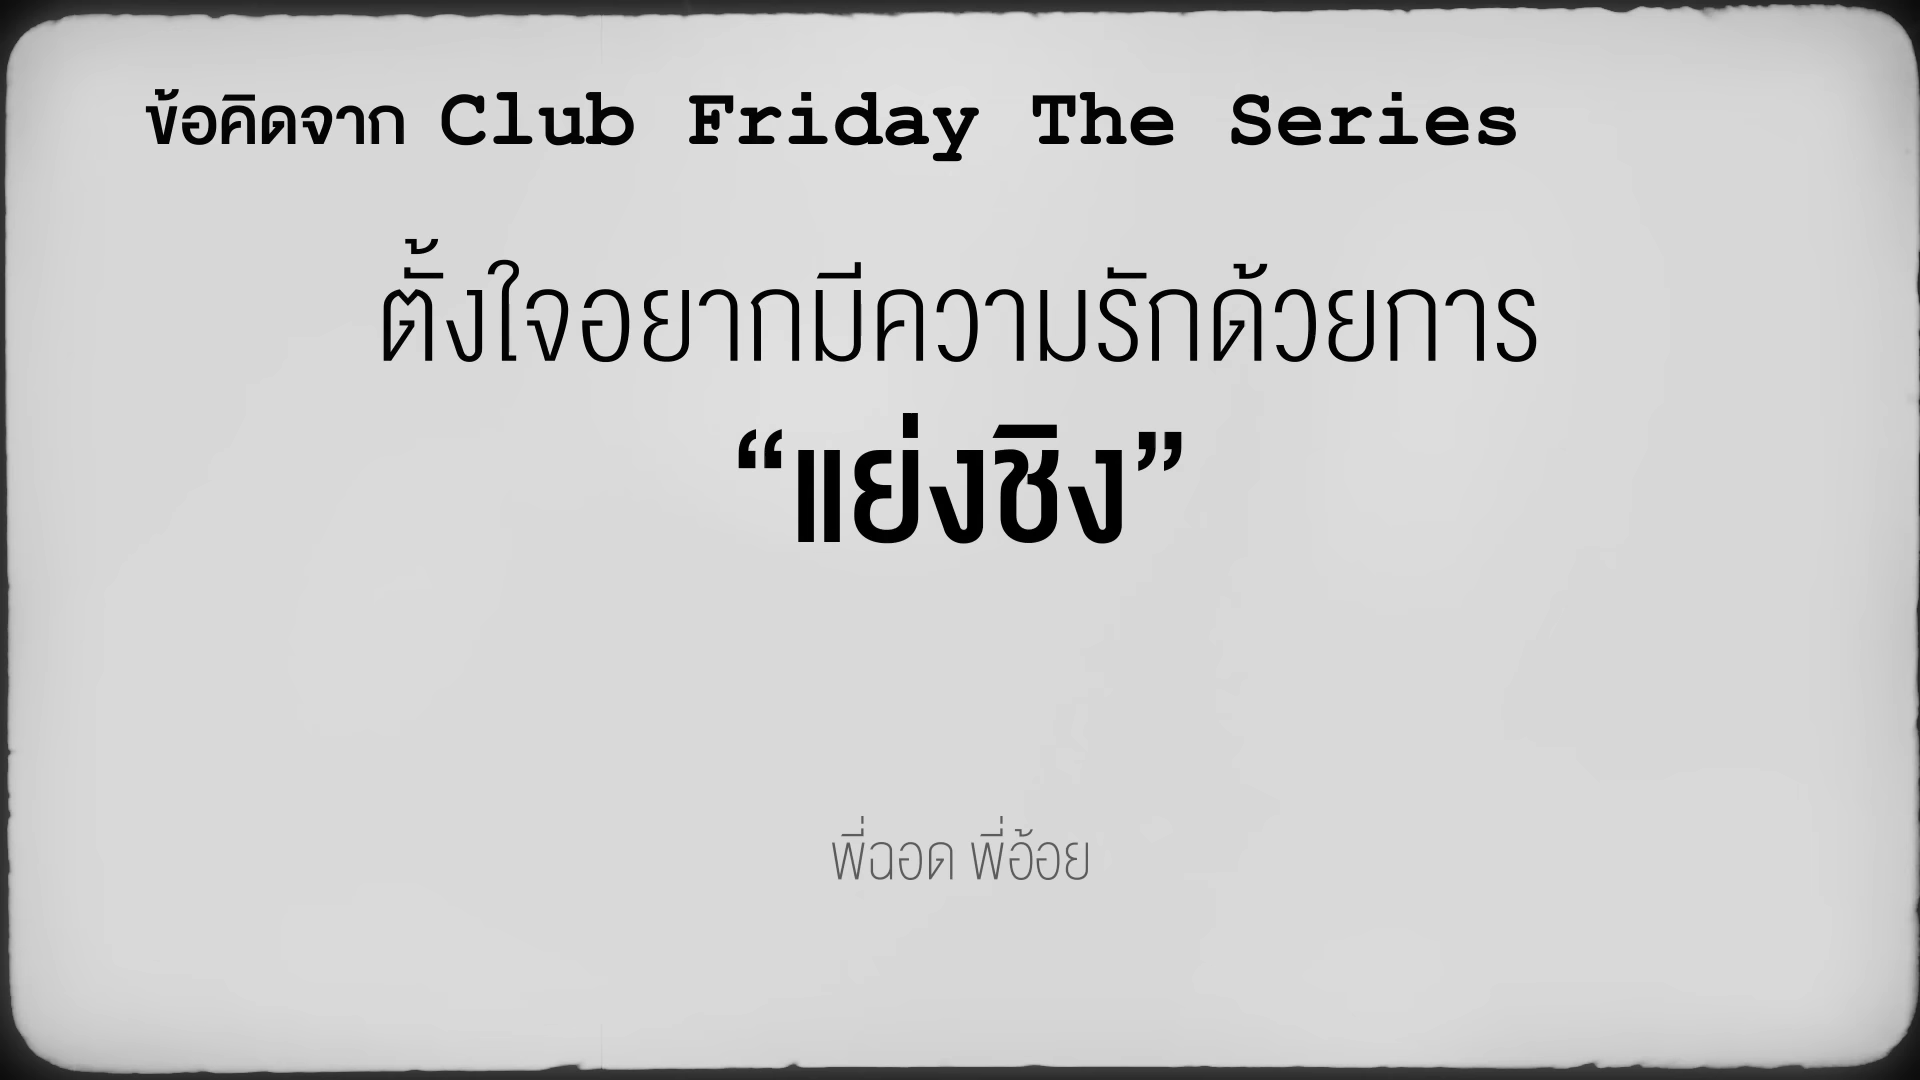 ข้อคิดจาก Club Friday The Series
ตั้งใจอยากมีความรักด้วยการ
“แย่งชิง”
พี่ฉอด พี่อ้อย